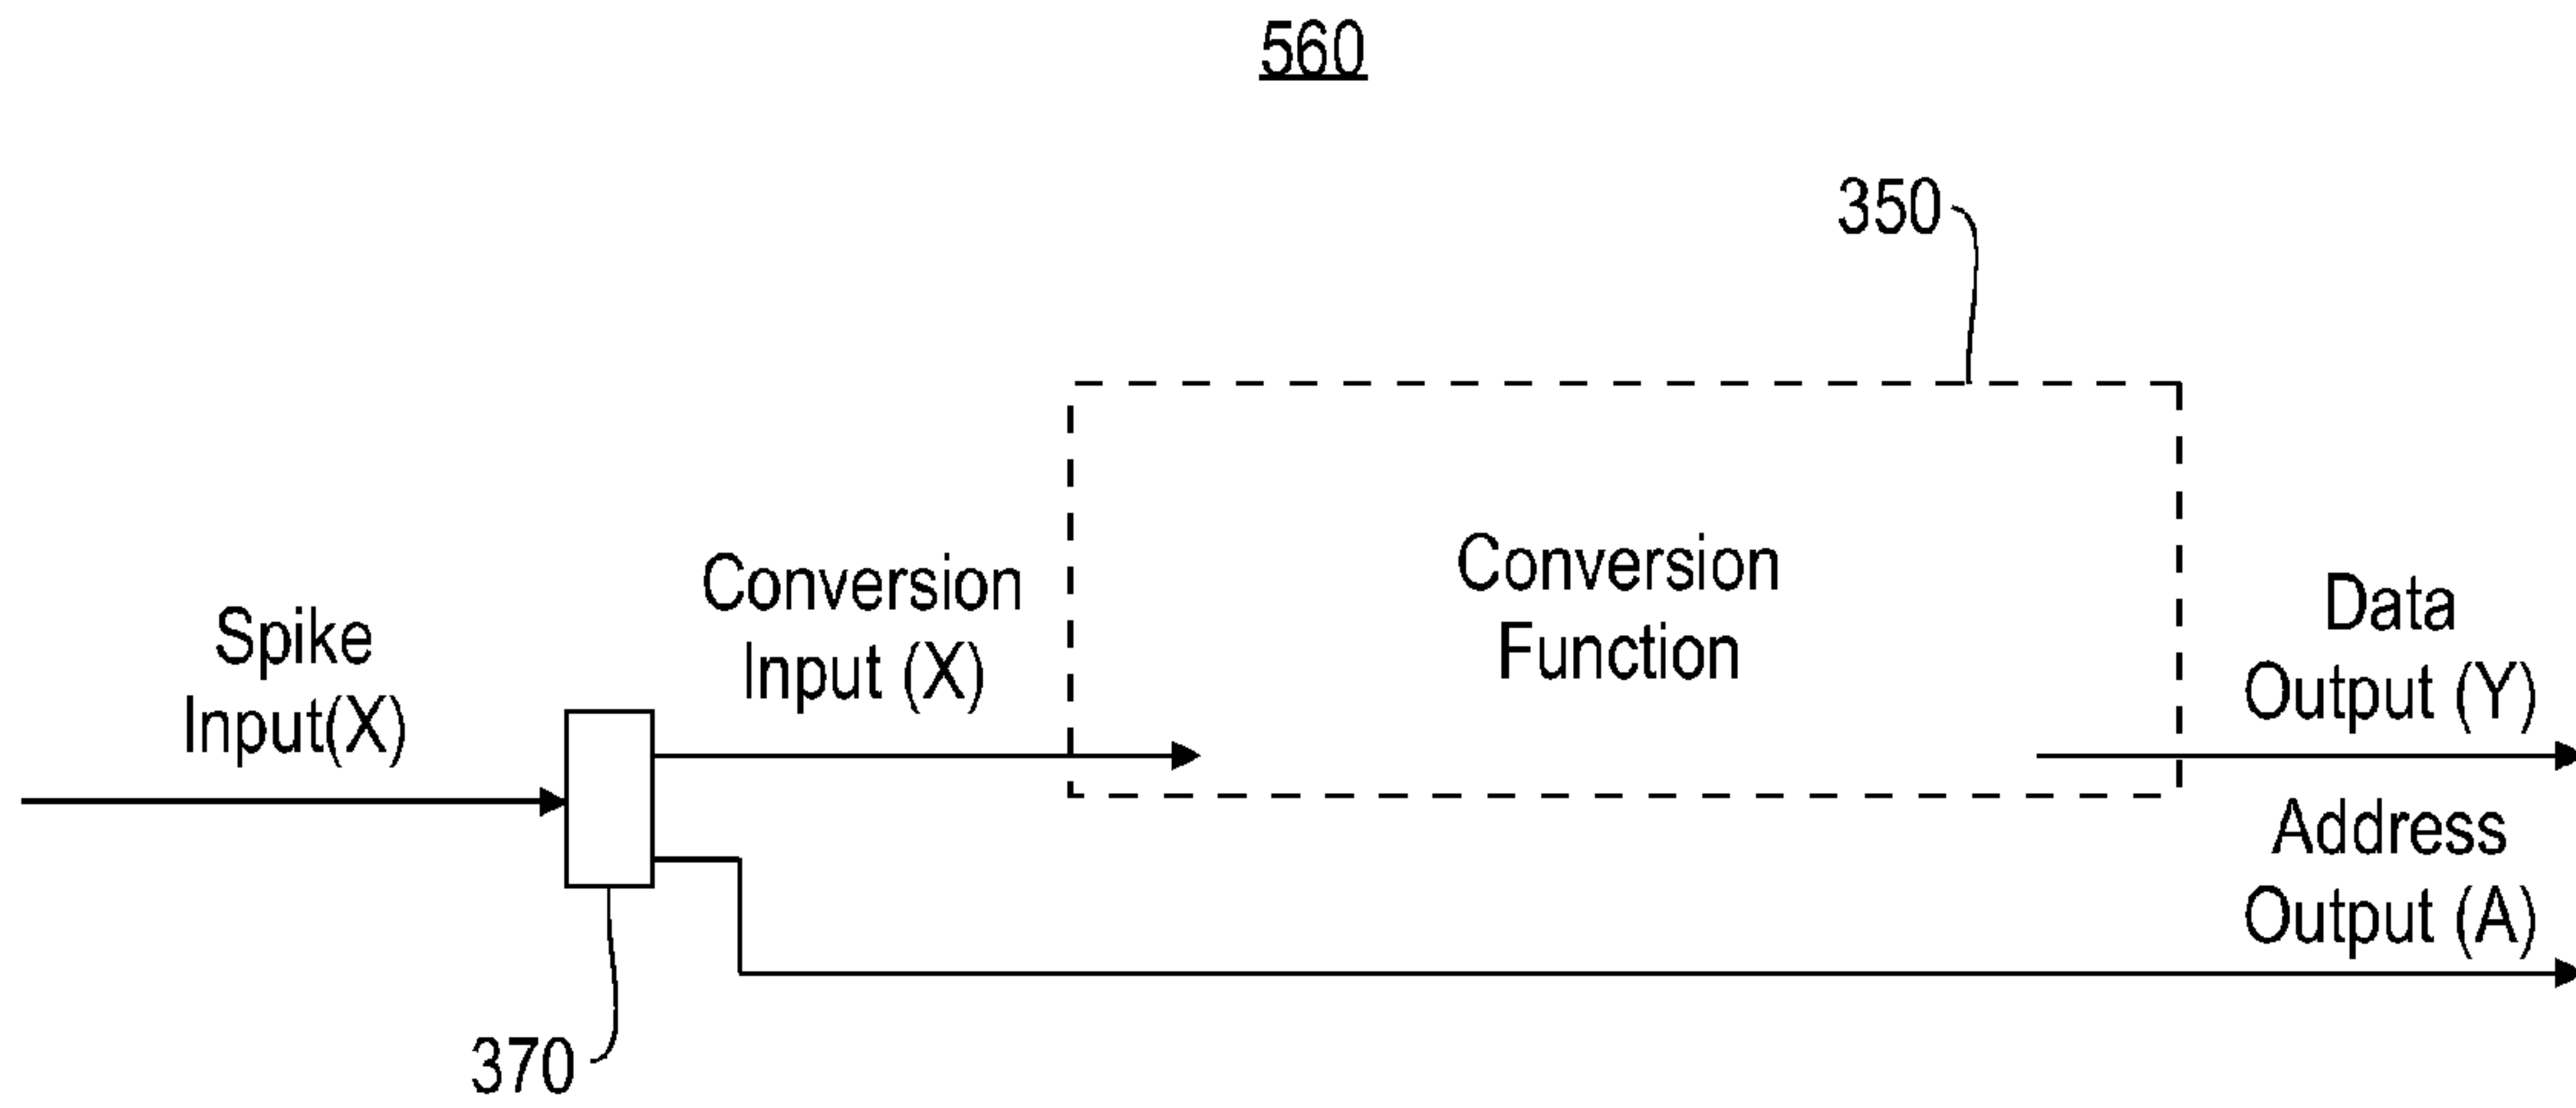 560
350
Spike
Input(X)
Conversion
Input (X)
Conversion
Function
Data
Output (Y)
Address
Output (A)
370